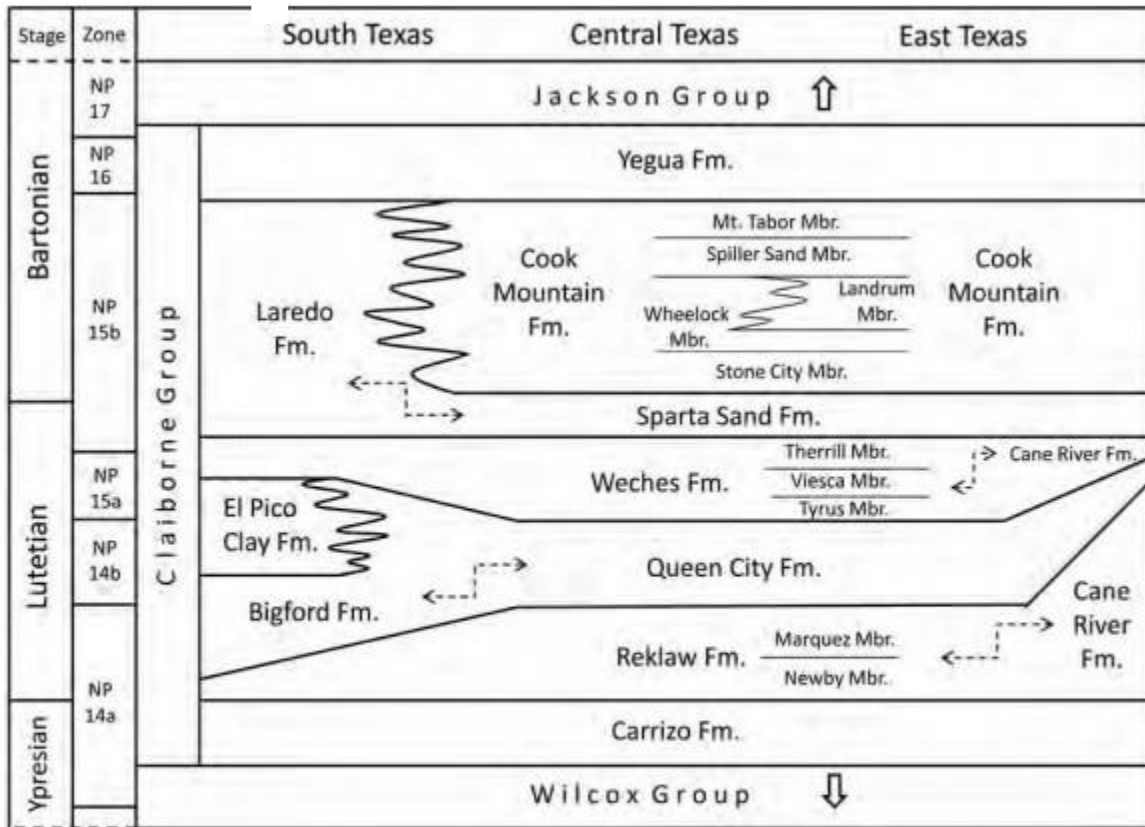 Stage
Zone
South Texas
Central Texas
East Texas
Bartonian
Lutetian
Ypresian
NP
17
NP
16
NP
15b
NP
15a
NP
14b
NP
14a
Claiborne Group
Jackson Group
Yegua Fm.
Laredo
Fm.
Cook
Mountain
Fm.
Mt. Tabor Mbr.
Spiller Sand Mbr.
Wheelock
Mbr.
Landrum
Mbr.
Stone City Mbr.
Cook
Mountain
Fm.
Sparta Sand Fm.
Weches Fm.
Therrill Mbr.
Viesca Mbr.
Tyrus Mbr.
Cane River Fm.
El Pico
Clay Fm.
Queen City Fm.
Bigford Fm.
Reklaw Fm.
Marquez Mbr.
Newby Mbr.
Cane
River
Fm.
Carrizo Fm.
Wilcox Group